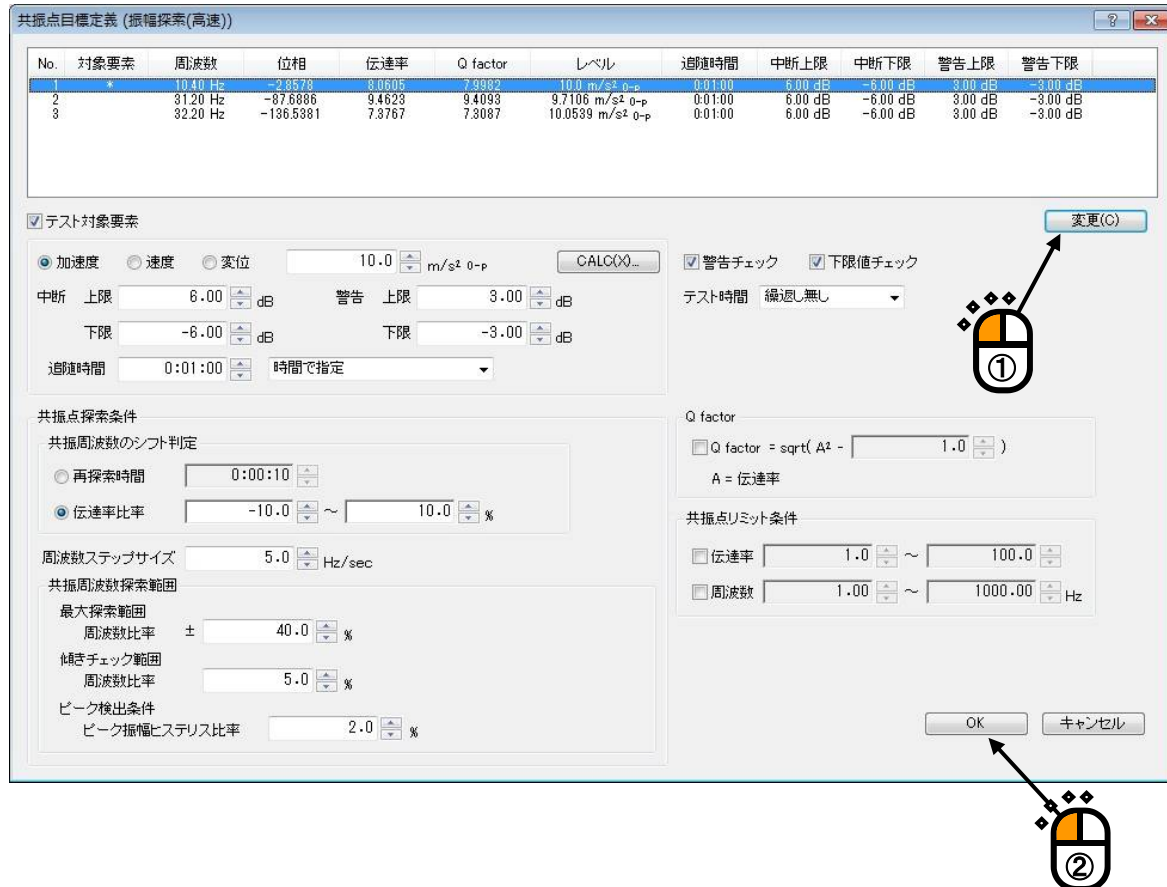 共振点目標定義 (振幅探索(高速))
No. 対象要素 周波数 位相 伝達率 Q factor レベル 追随時間 中断上限 中断下限 警告上限 警告下限
1 * 10.40 Hz -2.8578 8.0605 7.9982 10.0 m/s² 0-p 0:01:00 6.00 dB -6.00 dB 3.00 dB -3.00 dB
2 31.20 Hz -87.6886 9.4623 9.4093 9.7106 m/s² 0-p 0:01:00 6.00 dB -6.00 dB 3.00 dB -3.00 dB
3 32.20 Hz -136.5381 7.3767 7.3087 10.0539 m/s² 0-p 0:01:00 6.00 dB -6.00 dB 3.00 dB -3.00 dB
テスト対象要素 変更(C)
加速度 速度 変位 10.0 m/s² 0-p CALC(X)... 警告チェック 下限値チェック
中断 上限 6.00 dB 警告 上限 3.00 dB テスト時間 繰返し無し
下限 -6.00 dB 下限 -3.00 dB
①
追随時間 0:01:00 時間で指定
共振点探索条件 Q factor
共振周波数のシフト判定 Q factor = sqrt( A² - 1.0 )
再探索時間 0:00:10 A = 伝達率
伝達率比率 -10.0 ～ 10.0 % 共振点リミット条件
周波数ステップサイズ 5.0 Hz/sec 伝達率 1.0 ～ 100.0
共振周波数探索範囲 周波数 1.00 ～ 1000.00 Hz
最大探索範囲
周波数比率 ± 40.0 %
傾きチェック範囲
周波数比率 5.0 %
ピーク検出条件
ピーク振幅ヒステリス比率 2.0 % OK キャンセル
②